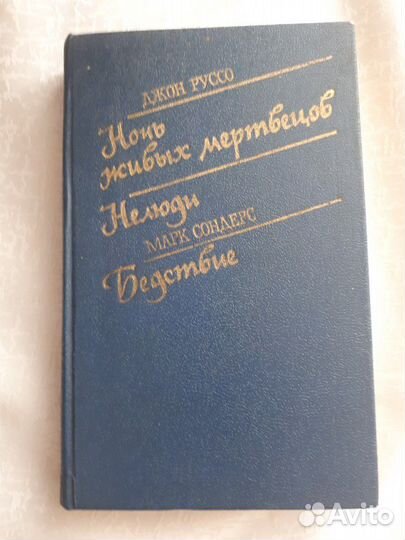 ДЖОН РУССО
Ночь
живых мертвецов
Нелюди
МАРК СОНДЕРС
Бедствие
Avito